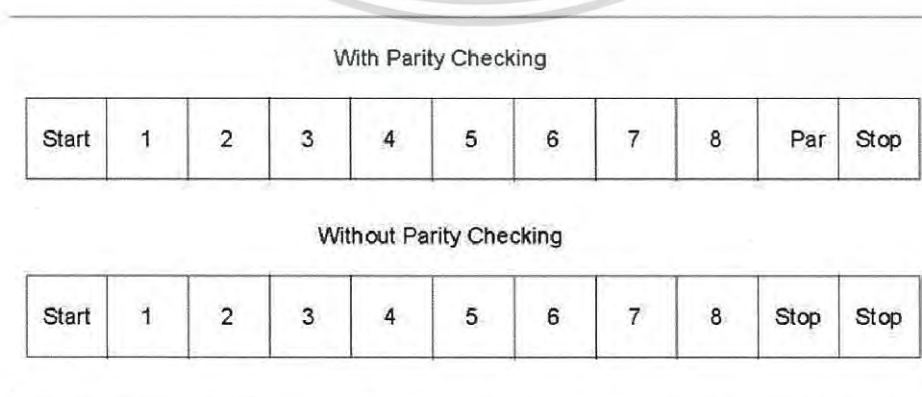 With Parity Checking
Start 1 2 3 4 5 6 7 8 Par Stop
Without Parity Checking
Start 1 2 3 4 5 6 7 8 Stop Stop